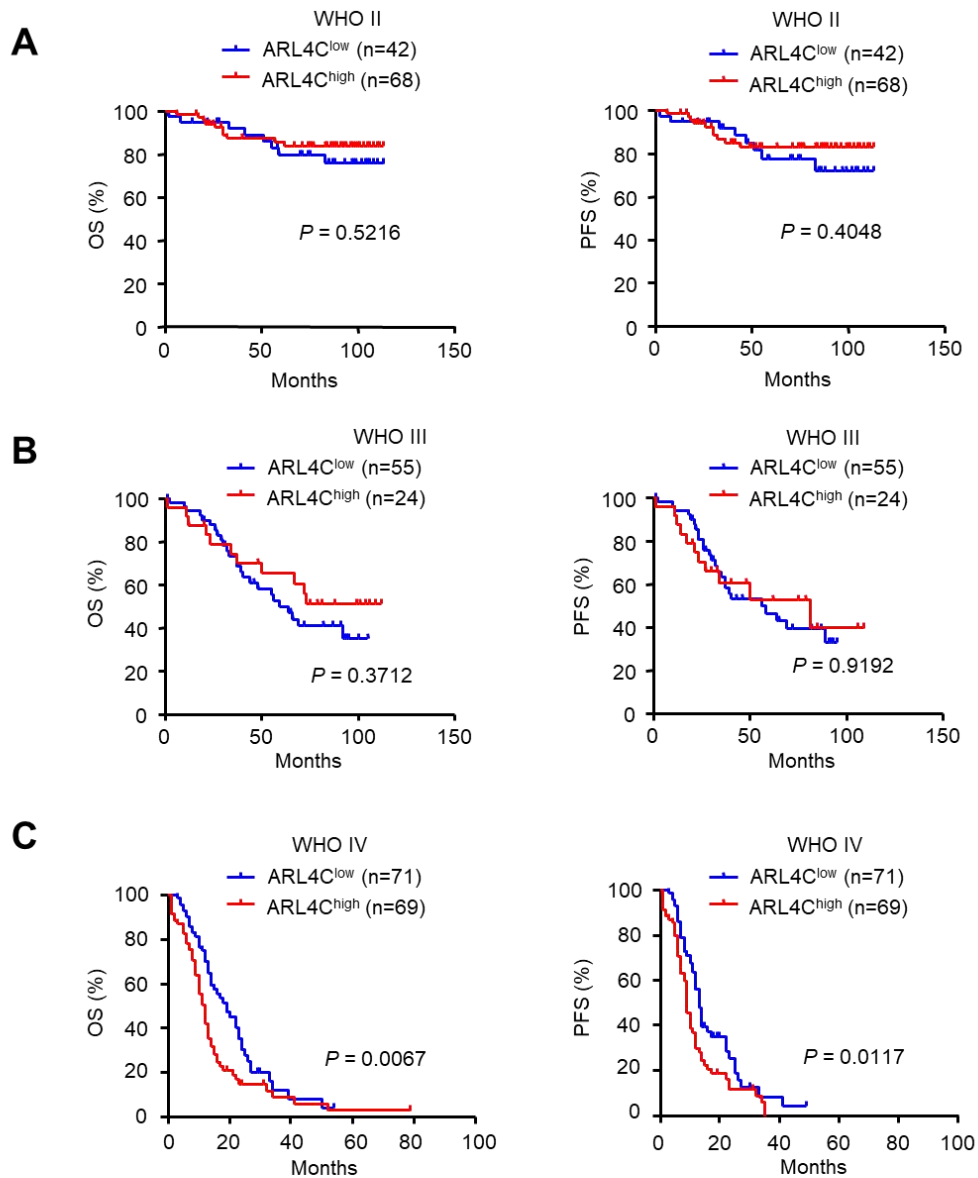 A
WHO II
ARL4Clow (n=42)
ARL4Chigh (n=68)
OS (%)
100
80
60
40
20
0
P = 0.5216
0 50 100 150
Months
WHO II
ARL4Clow (n=42)
ARL4Chigh (n=68)
PFS (%)
100
80
60
40
20
0
P = 0.4048
0 50 100 150
Months
B
WHO III
ARL4Clow (n=55)
ARL4Chigh (n=24)
OS (%)
100
80
60
40
20
0
P = 0.3712
0 50 100 150
Months
WHO III
ARL4Clow (n=55)
ARL4Chigh (n=24)
PFS (%)
100
80
60
40
20
0
P = 0.9192
0 50 100 150
Months
C
WHO IV
ARL4Clow (n=71)
ARL4Chigh (n=69)
OS (%)
100
80
60
40
20
0
P = 0.0067
0 20 40 60 80 100
Months
WHO IV
ARL4Clow (n=71)
ARL4Chigh (n=69)
PFS (%)
100
80
60
40
20
0
P = 0.0117
0 20 40 60 80 100
Months